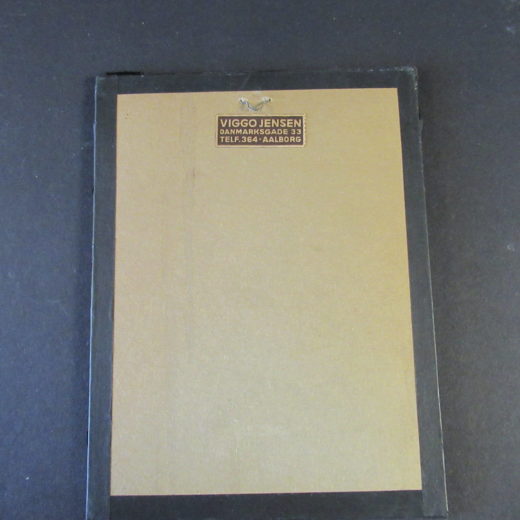 VIGGO JENSEN
DANMARKSGADE 33
TELF. 364 - AALBORG